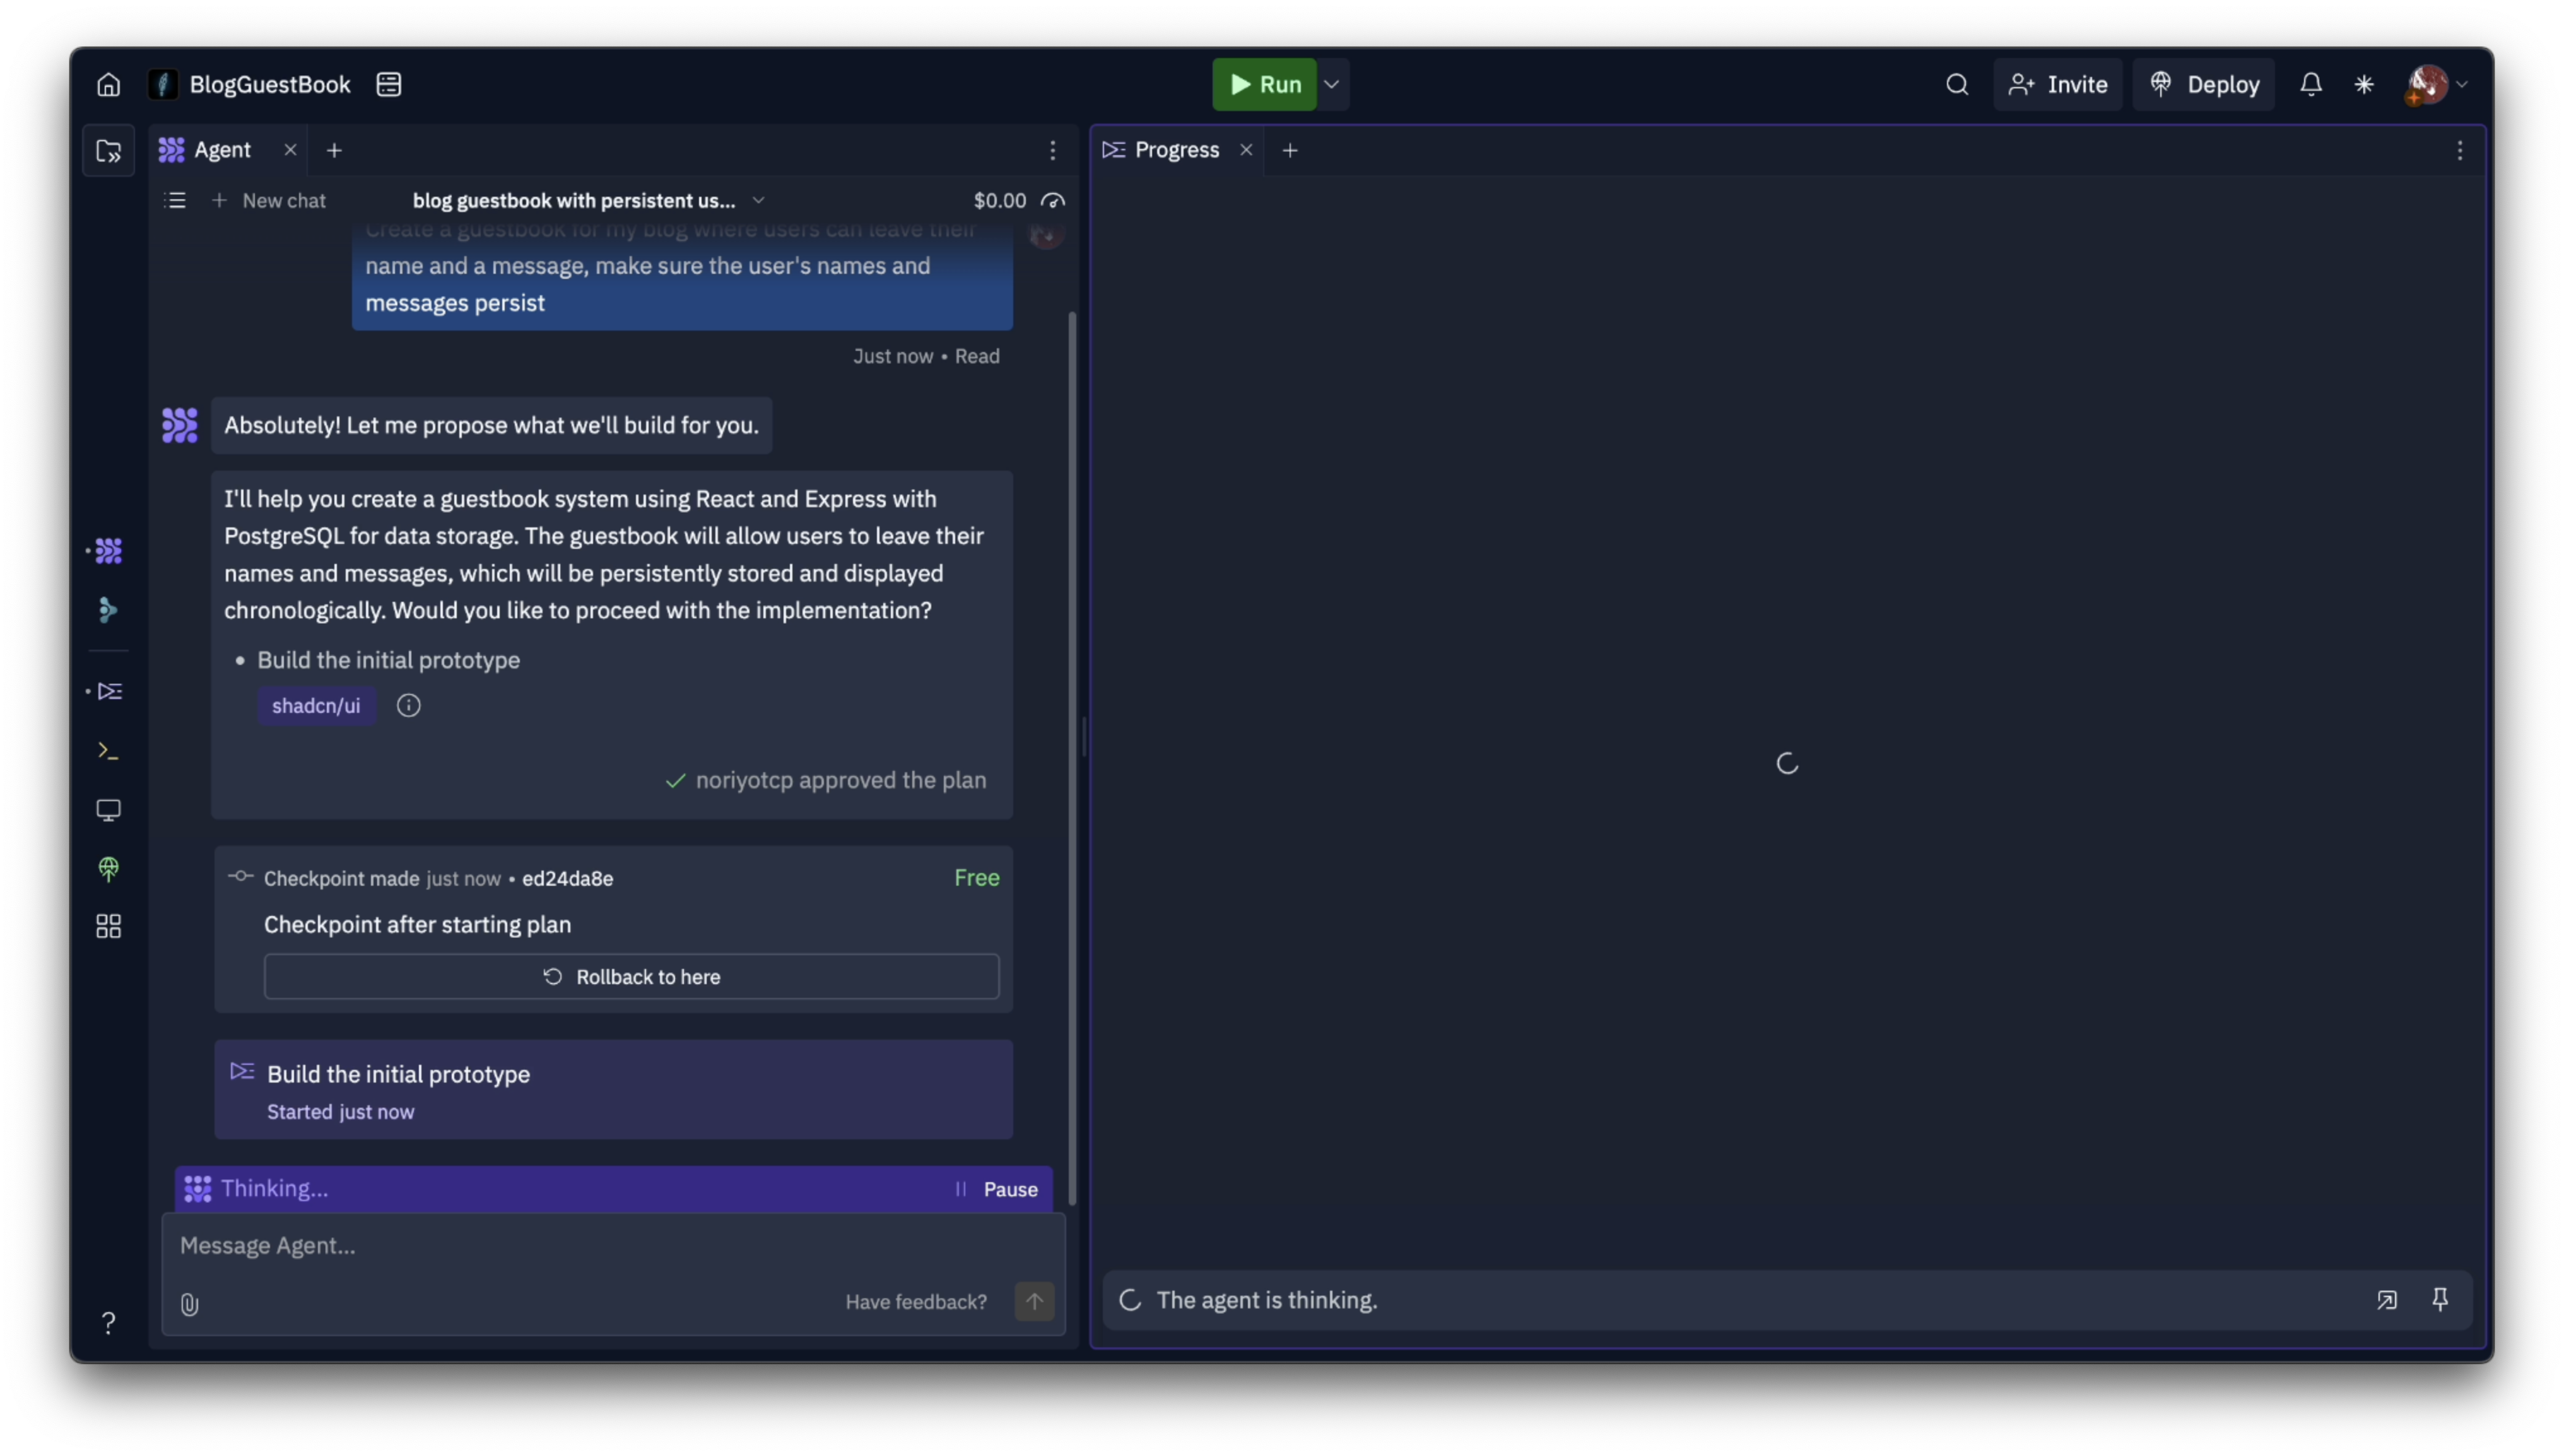 BlogGuestBook
Run
Invite
Deploy
Agent
New chat
blog guestbook with persistent us...
$0.00
Create a guestbook for my blog where users can leave their
name and a message, make sure the user's names and
messages persist
Just now • Read
Absolutely! Let me propose what we'll build for you.
I'll help you create a guestbook system using React and Express with
PostgreSQL for data storage. The guestbook will allow users to leave their
names and messages, which will be persistently stored and displayed
chronologically. Would you like to proceed with the implementation?
• Build the initial prototype
shadcn/ui
noriyotcp approved the plan
Checkpoint made just now • ed24da8e
Free
Checkpoint after starting plan
Rollback to here
Build the initial prototype
Started just now
Thinking...
Pause
Message Agent...
Have feedback?
?
Progress
The agent is thinking.